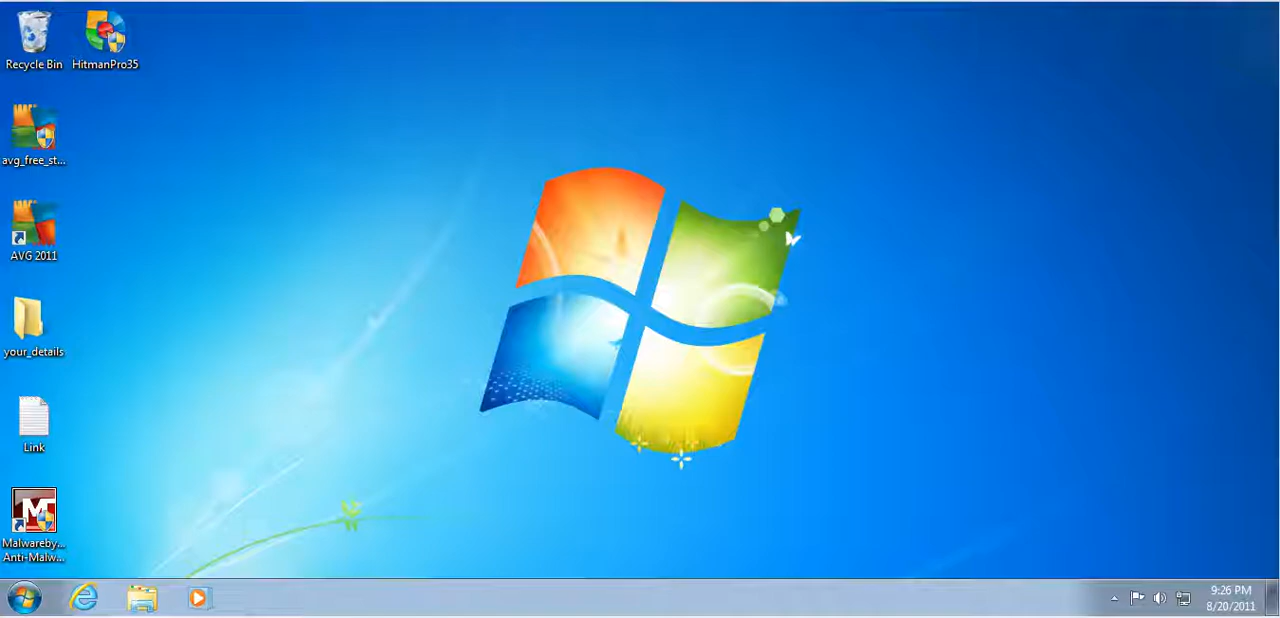 Recycle Bin
HitmanPro35
avg_free_st...
AVG 2011
your_details
Link
Malwareby...
Anti-Malw...
9:26 PM
8/20/2011